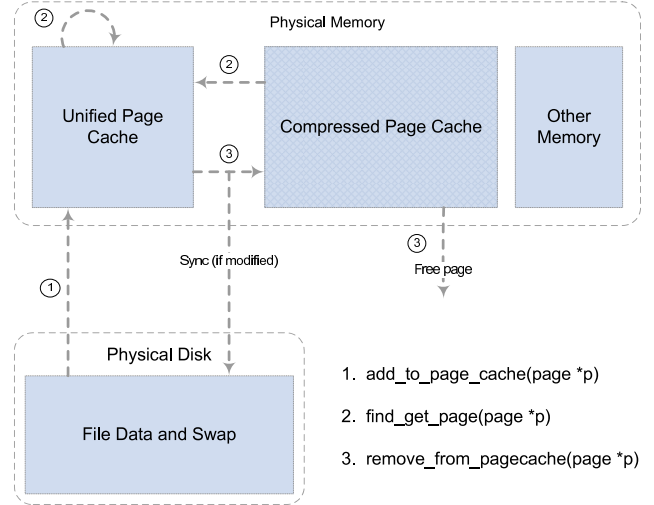 Physical Memory
2
Unified Page
Cache
2
3
Compressed Page Cache
Other
Memory
3
Free page
Sync (if modified)
1
Physical Disk
File Data and Swap
1. add_to_page_cache(page *p)
2. find_get_page(page *p)
3. remove_from_pagecache(page *p)